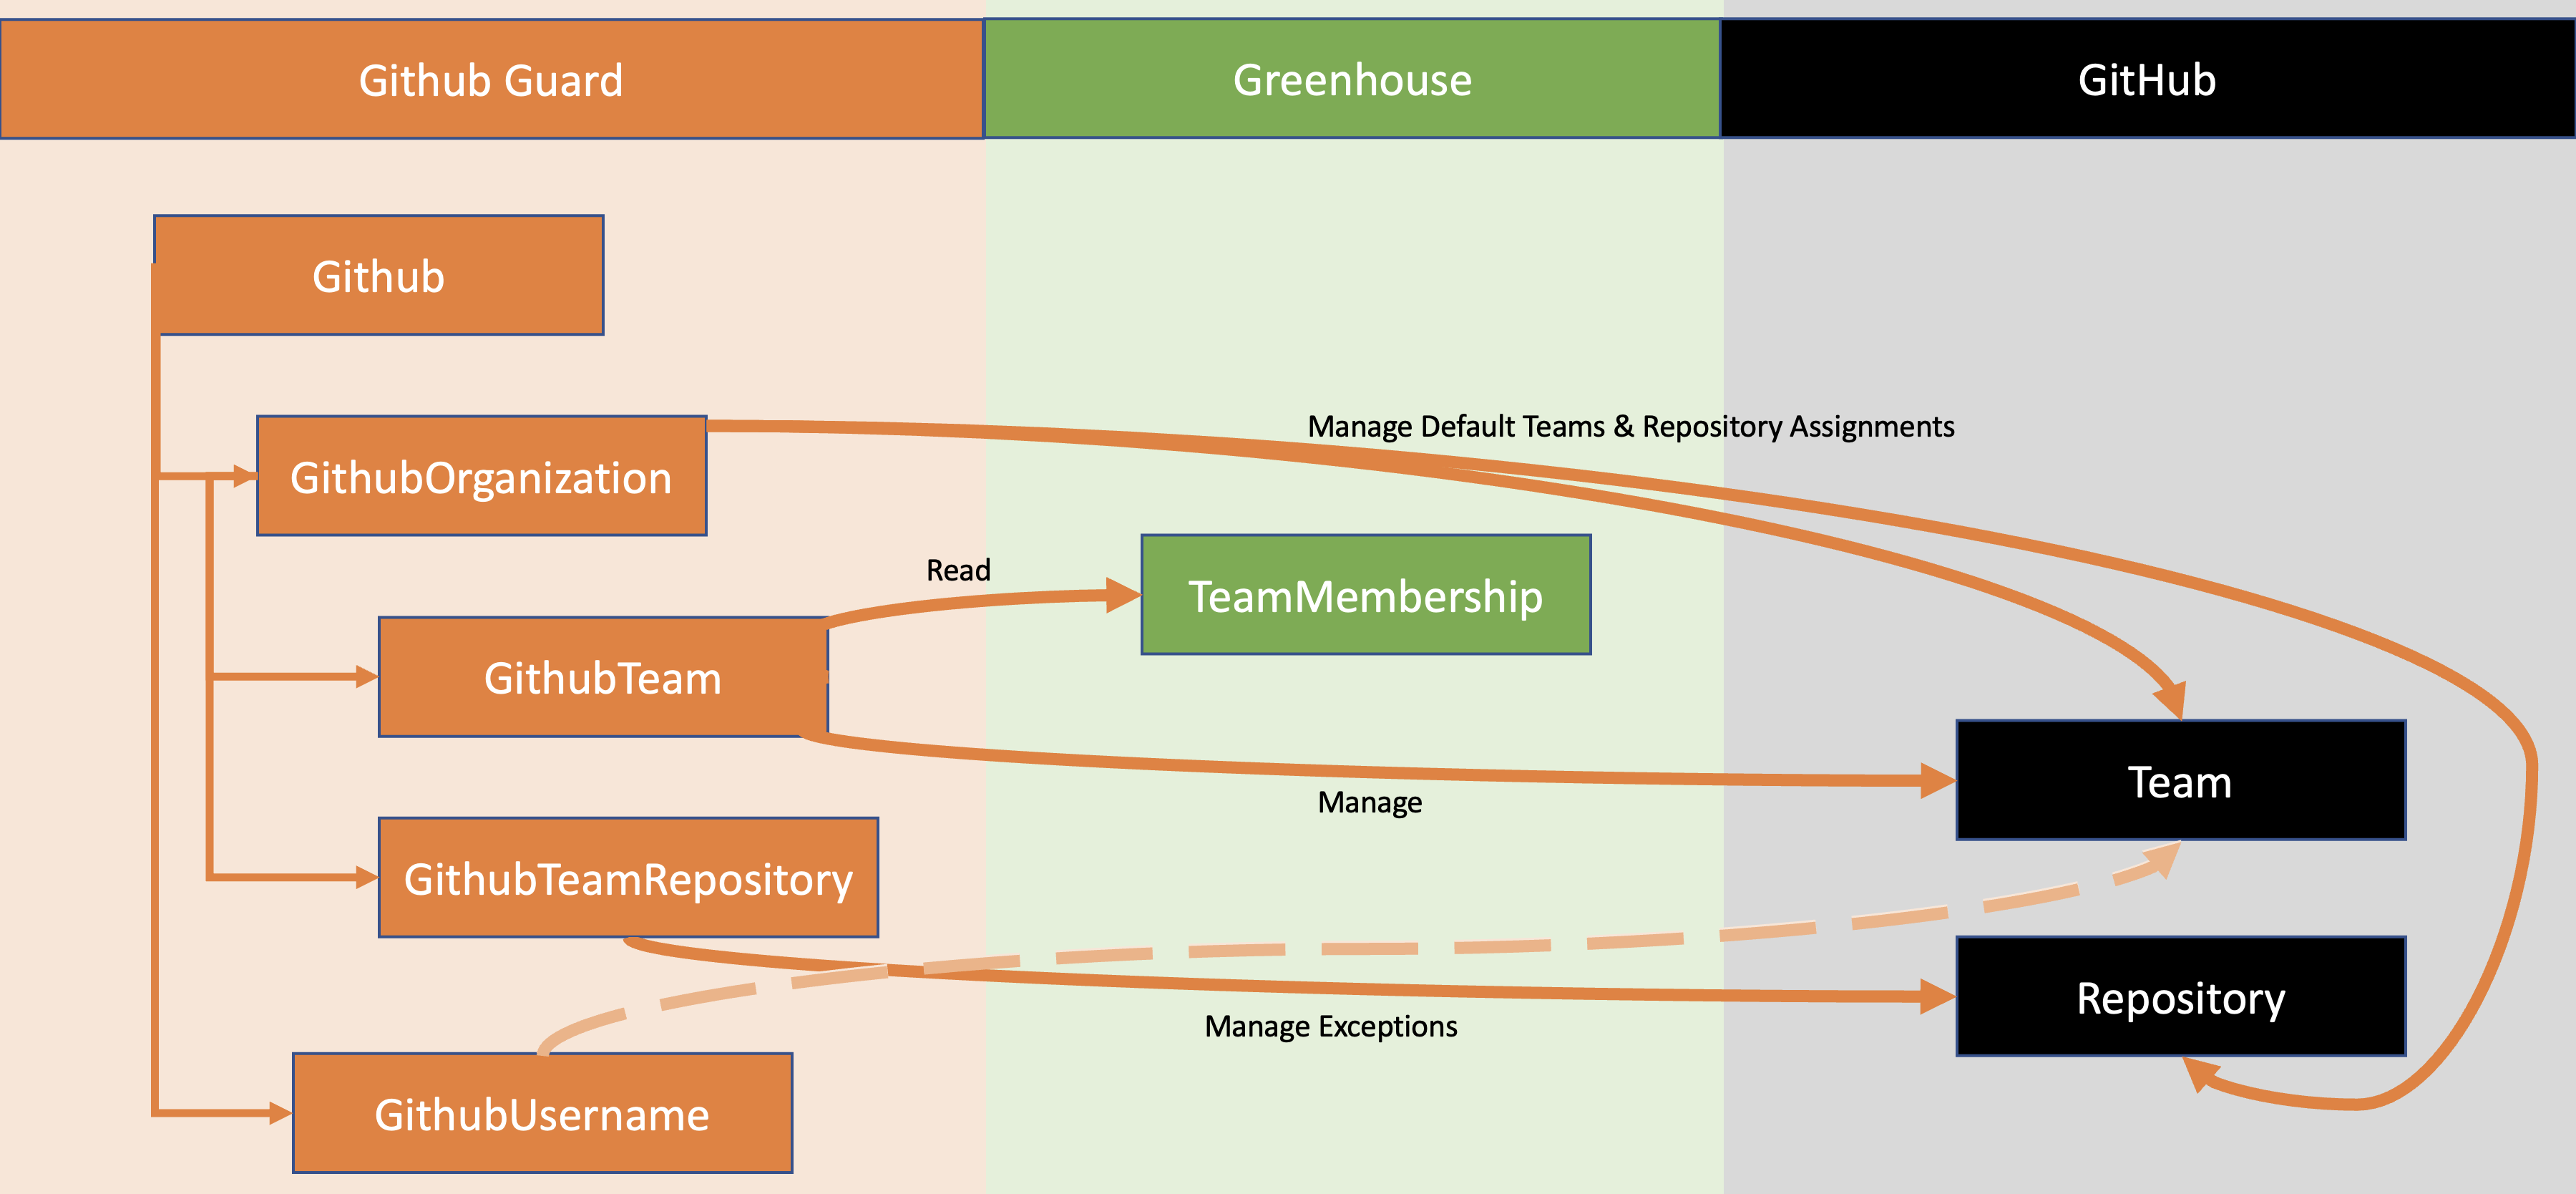 Github Guard
Greenhouse
GitHub
Github
Manage Default Teams & Repository Assignments
GithubOrganization
Read
TeamMembership
GithubTeam
Team
Manage
GithubTeamRepository
Repository
Manage Exceptions
GithubUsername